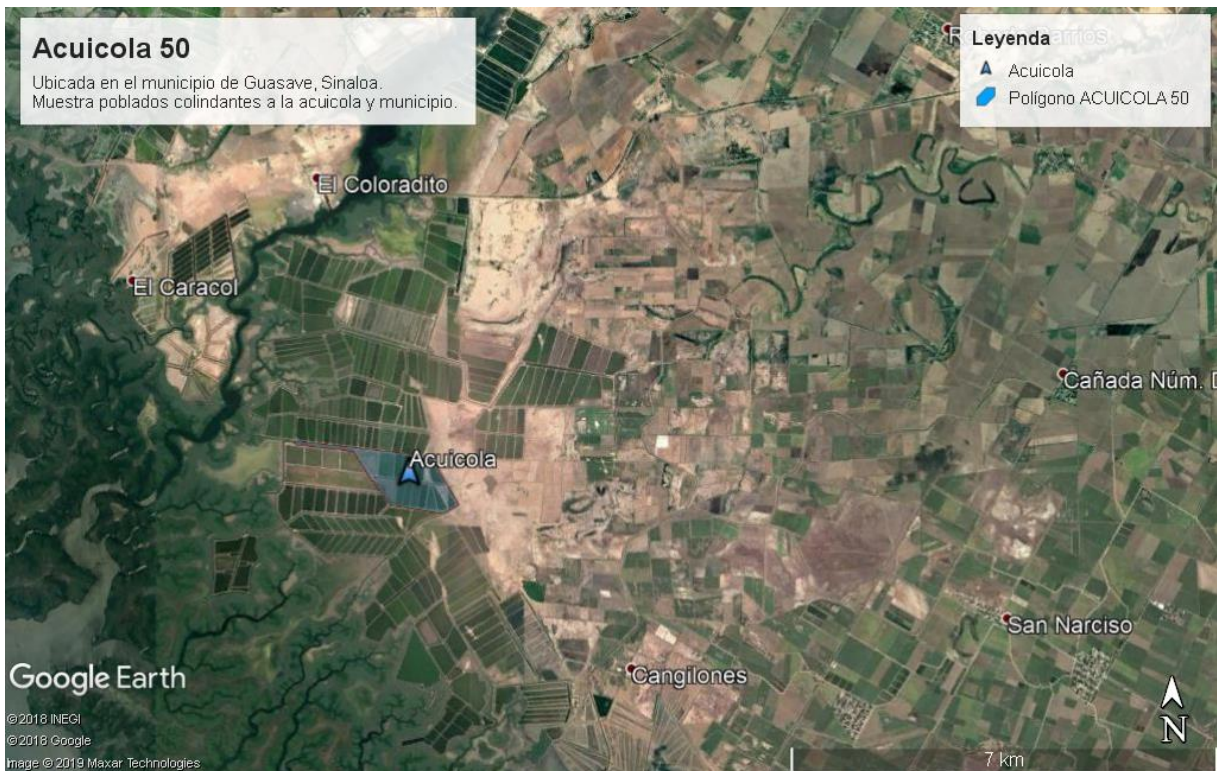 Acuicola 50
Ubicada en el municipio de Guasave, Sinaloa.
Muestra poblados colindantes a la acuicola y municipio.
Leyenda
Acuicola
Polígono ACUICOLA 50
El Coloradito
El Caracol
Cañada Núm. D
Acuicola
San Narciso
Cangilones
Google Earth
©2018 INEGI
©2018 Google
Image ©2019 Maxar Technologies
N
7 km